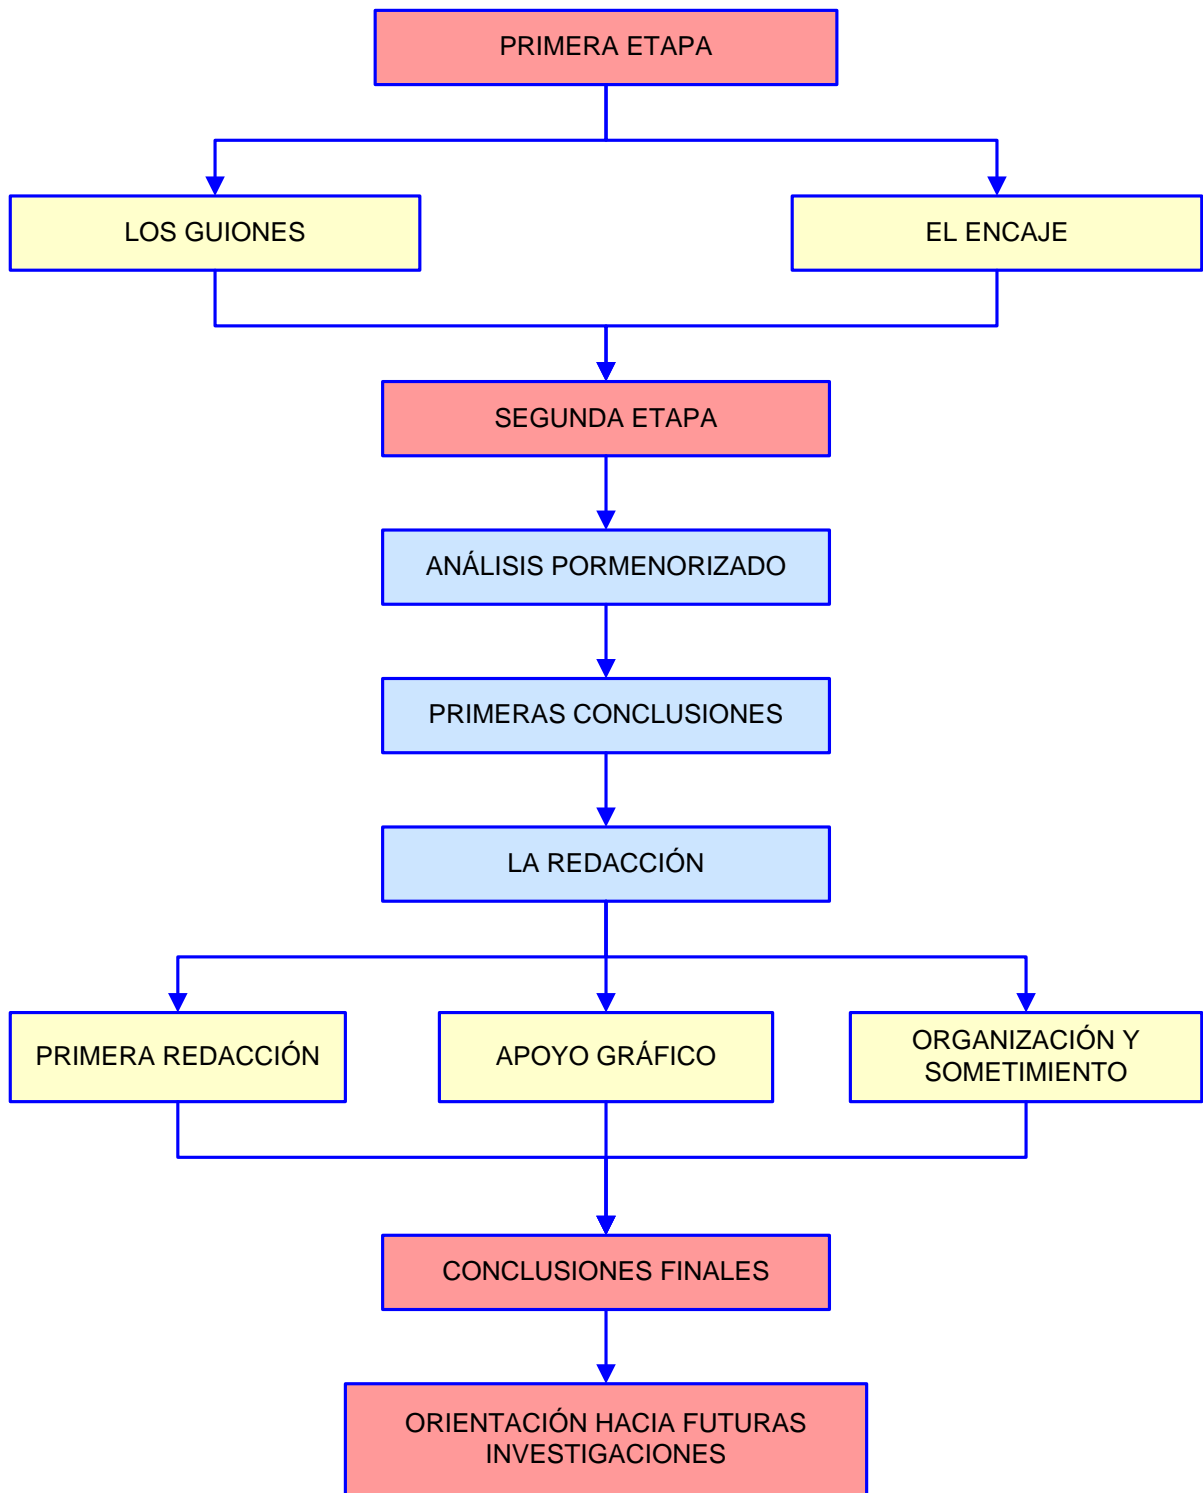 PRIMERA ETAPA
LOS GUIONES
EL ENCAJE
SEGUNDA ETAPA
ANÁLISIS PORMENORIZADO
PRIMERAS CONCLUSIONES
LA REDACCIÓN
PRIMERA REDACCIÓN
APOYO GRÁFICO
ORGANIZACIÓN Y
SOMETIMIENTO
CONCLUSIONES FINALES
ORIENTACIÓN HACIA FUTURAS
INVESTIGACIONES